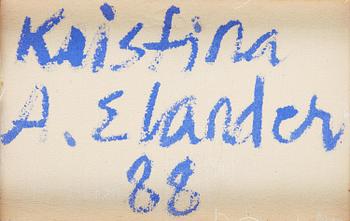 Kristina
A. Elander
88